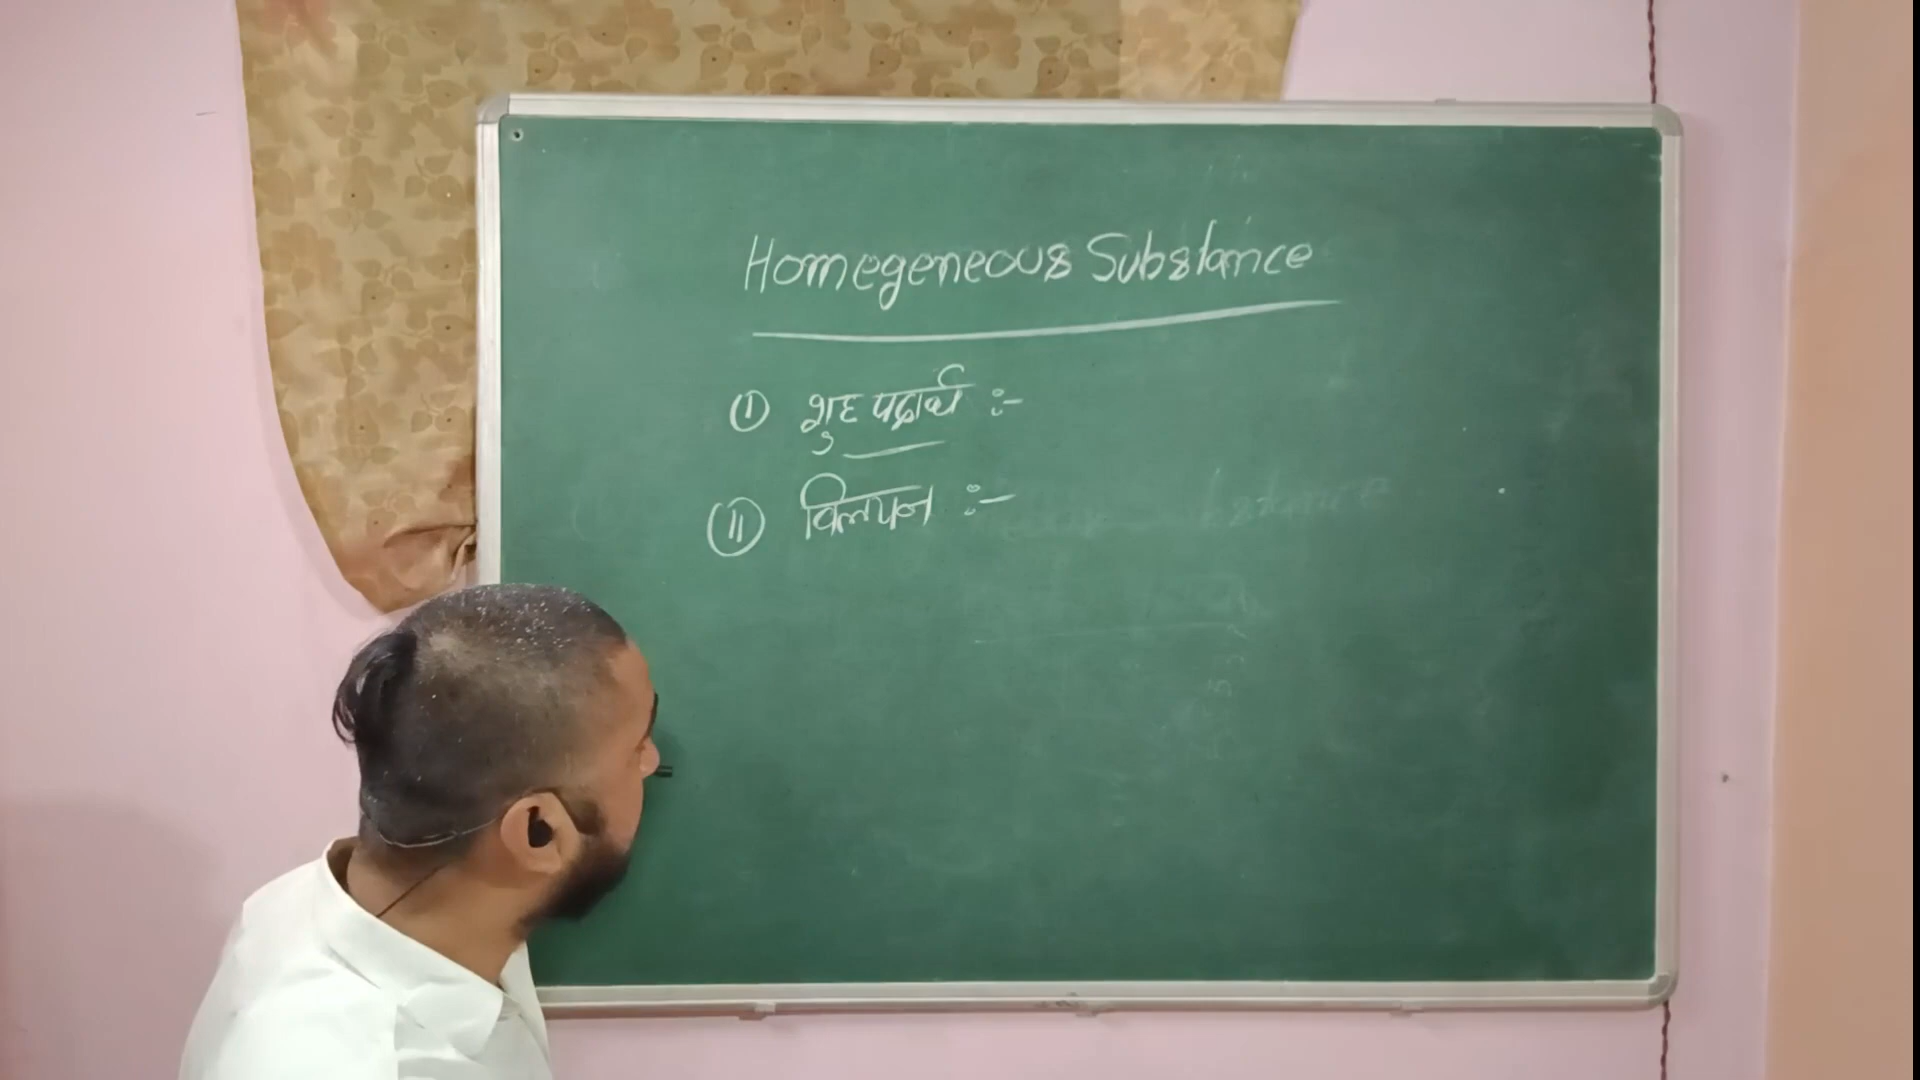 Homegeneous Substance
(I) शुद्ध पदार्थ :-
(II) विलयन :-